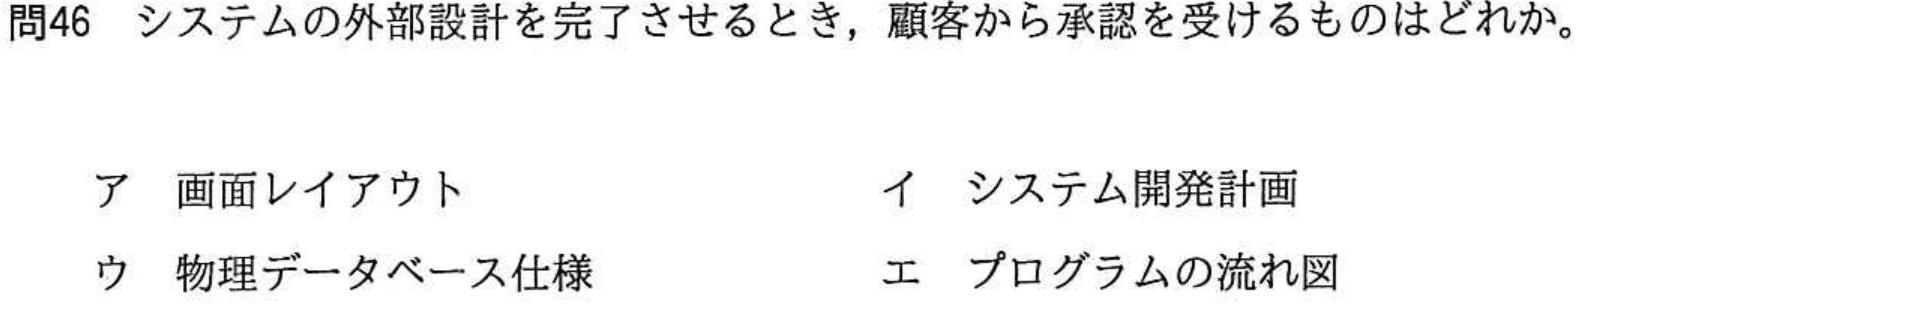 問46　システムの外部設計を完了させるとき，顧客から承認を受けるものはどれか。
ア　画面レイアウト　イ　システム開発計画
ウ　物理データベース仕様　エ　プログラムの流れ図